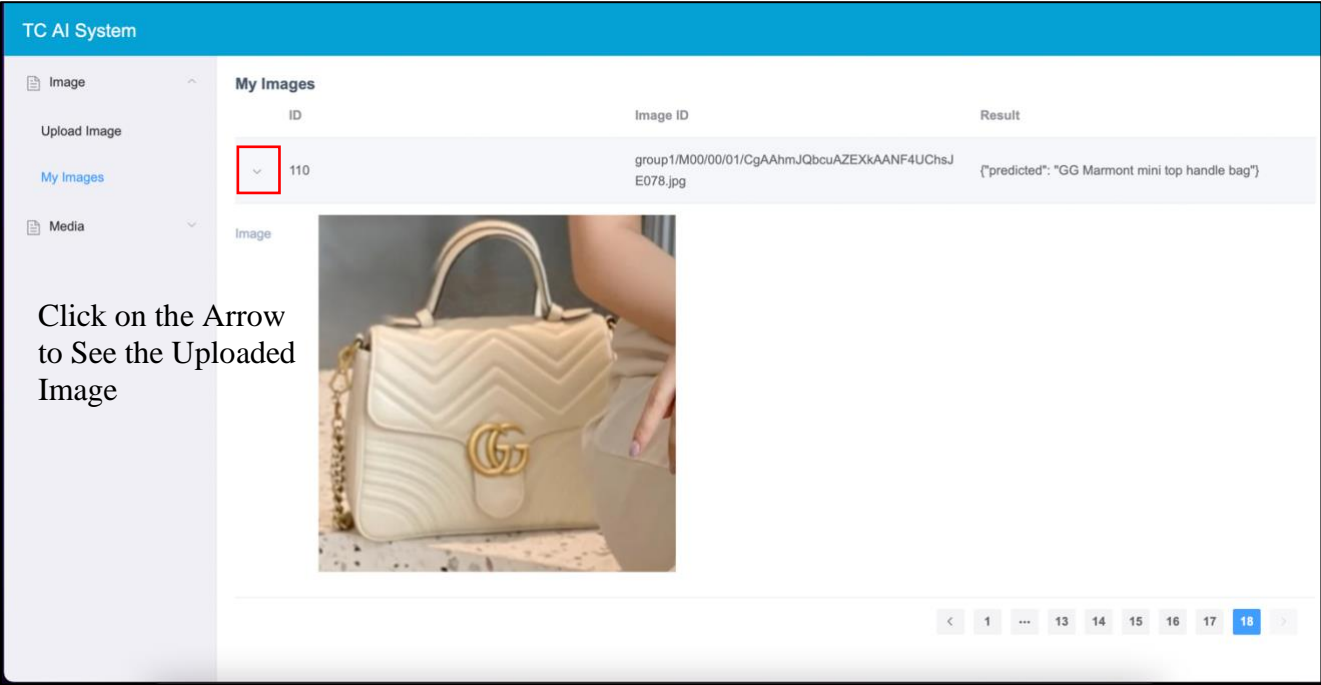 TC AI System
Image
Upload Image
My Images
Media
Click on the Arrow
to See the Uploaded
Image
My Images
ID Image ID Result
110 group1/M00/00/01/CgAAhmJQbcuAZEXkAANF4UChsJ {"predicted": "GG Marmont mini top handle bag"}
E078.jpg
Image
GG
< 1 ··· 13 14 15 16 17 18 >